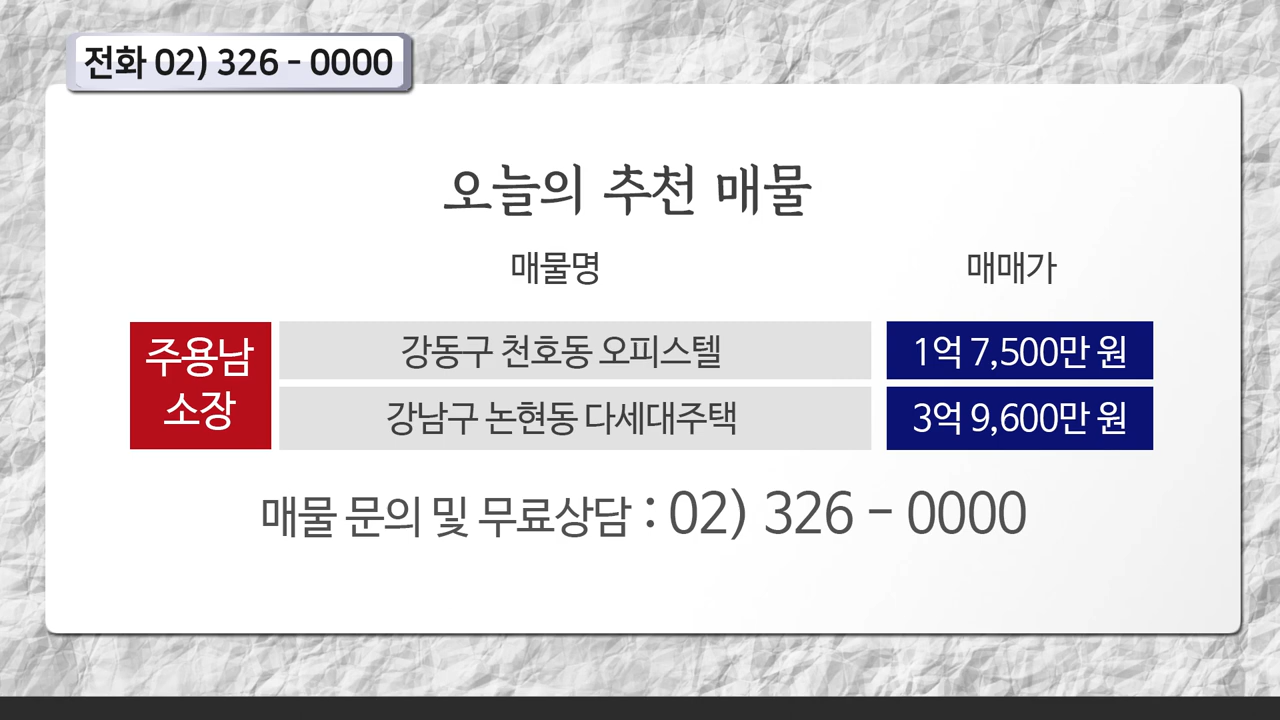 전화 02) 326 - 0000
오늘의 추천 매물
매물명 매매가
주용남
소장
강동구 천호동 오피스텔 1억 7,500만 원
강남구 논현동 다세대주택 3억 9,600만 원
매물 문의 및 무료상담 : 02) 326 - 0000